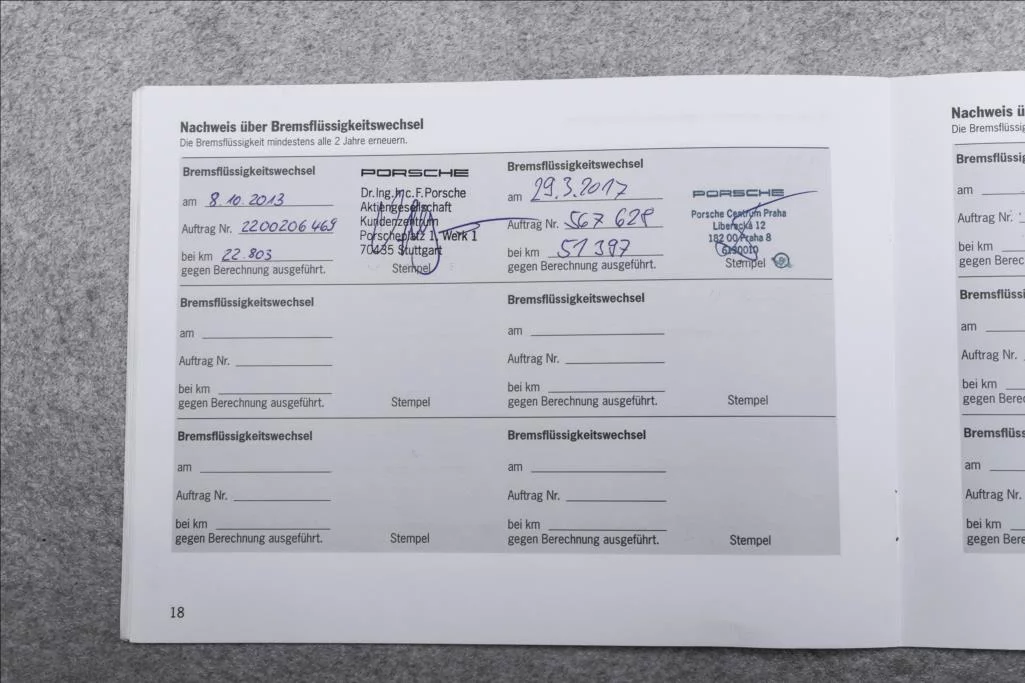 Nachweis über Bremsflüssigkeitswechsel
Die Bremsflüssigkeit mindestens alle 2 Jahre erneuern.
Bremsflüssigkeitswechsel
am 8.10.2013
Auftrag Nr. 2200206469
bei km 22.803
gegen Berechnung ausgeführt.
PORSCHE
Dr.Ing.h.c.F.Porsche
Aktiengesellschaft
Kundenzentrum
Porscheplatz 1, Werk 1
70435 Stuttgart
Stempel
Bremsflüssigkeitswechsel
am 29.3.2017
Auftrag Nr. 567 628
bei km 51 397
gegen Berechnung ausgeführt.
PORSCHE
Porsche Centrum Praha
Liberecká 12
182 00 Praha 8
Stempel
Bremsflüssigkeitswechsel
am
Auftrag Nr.
bei km
gegen Berechnung ausgeführt.
Stempel
Bremsflüssigkeitswechsel
am
Auftrag Nr.
bei km
gegen Berechnung ausgeführt.
Stempel
Bremsflüssigkeitswechsel
am
Auftrag Nr.
bei km
gegen Berechnung ausgeführt.
Stempel
Bremsflüssigkeitswechsel
am
Auftrag Nr.
bei km
gegen Berechnung ausgeführt.
Stempel
18
Nachweis ü
Die Bremsflüssig
Bremsflüssi
am
Auftrag Nr.
bei km
gegen Berec
Bremsflüssi
am
Auftrag Nr.
bei km
gegen Bere
Bremsflüss
am
Auftrag Nr.
bei km
gegen Bere